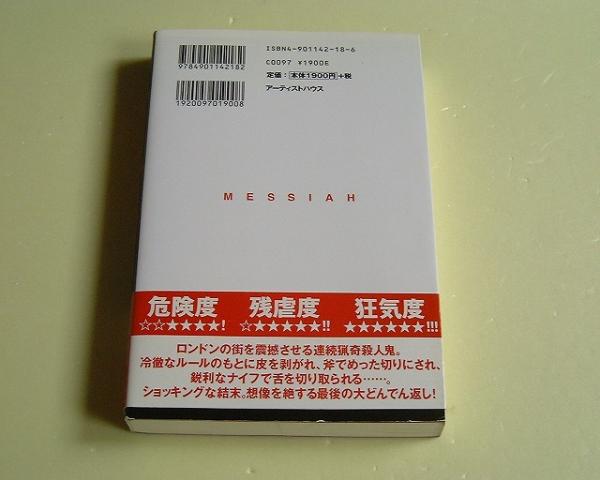 9784901142182
1920097019008
ISBN4-901142-18-6
C0097 ¥1900E
定価：本体1900円+税
アーティストハウス
MESSIAH
危険度 残虐度 狂気度
☆☆★★★★! ☆★★★★★!! ★★★★★★!!!
ロンドンの街を震撼させる連続猟奇殺人鬼。
冷徹なルールのもとに皮を剥がれ、斧でめった切りにされ、
鋭利なナイフで舌を切り取られる……。
ショッキングな結末。想像を絶する最後の大どんでん返し!